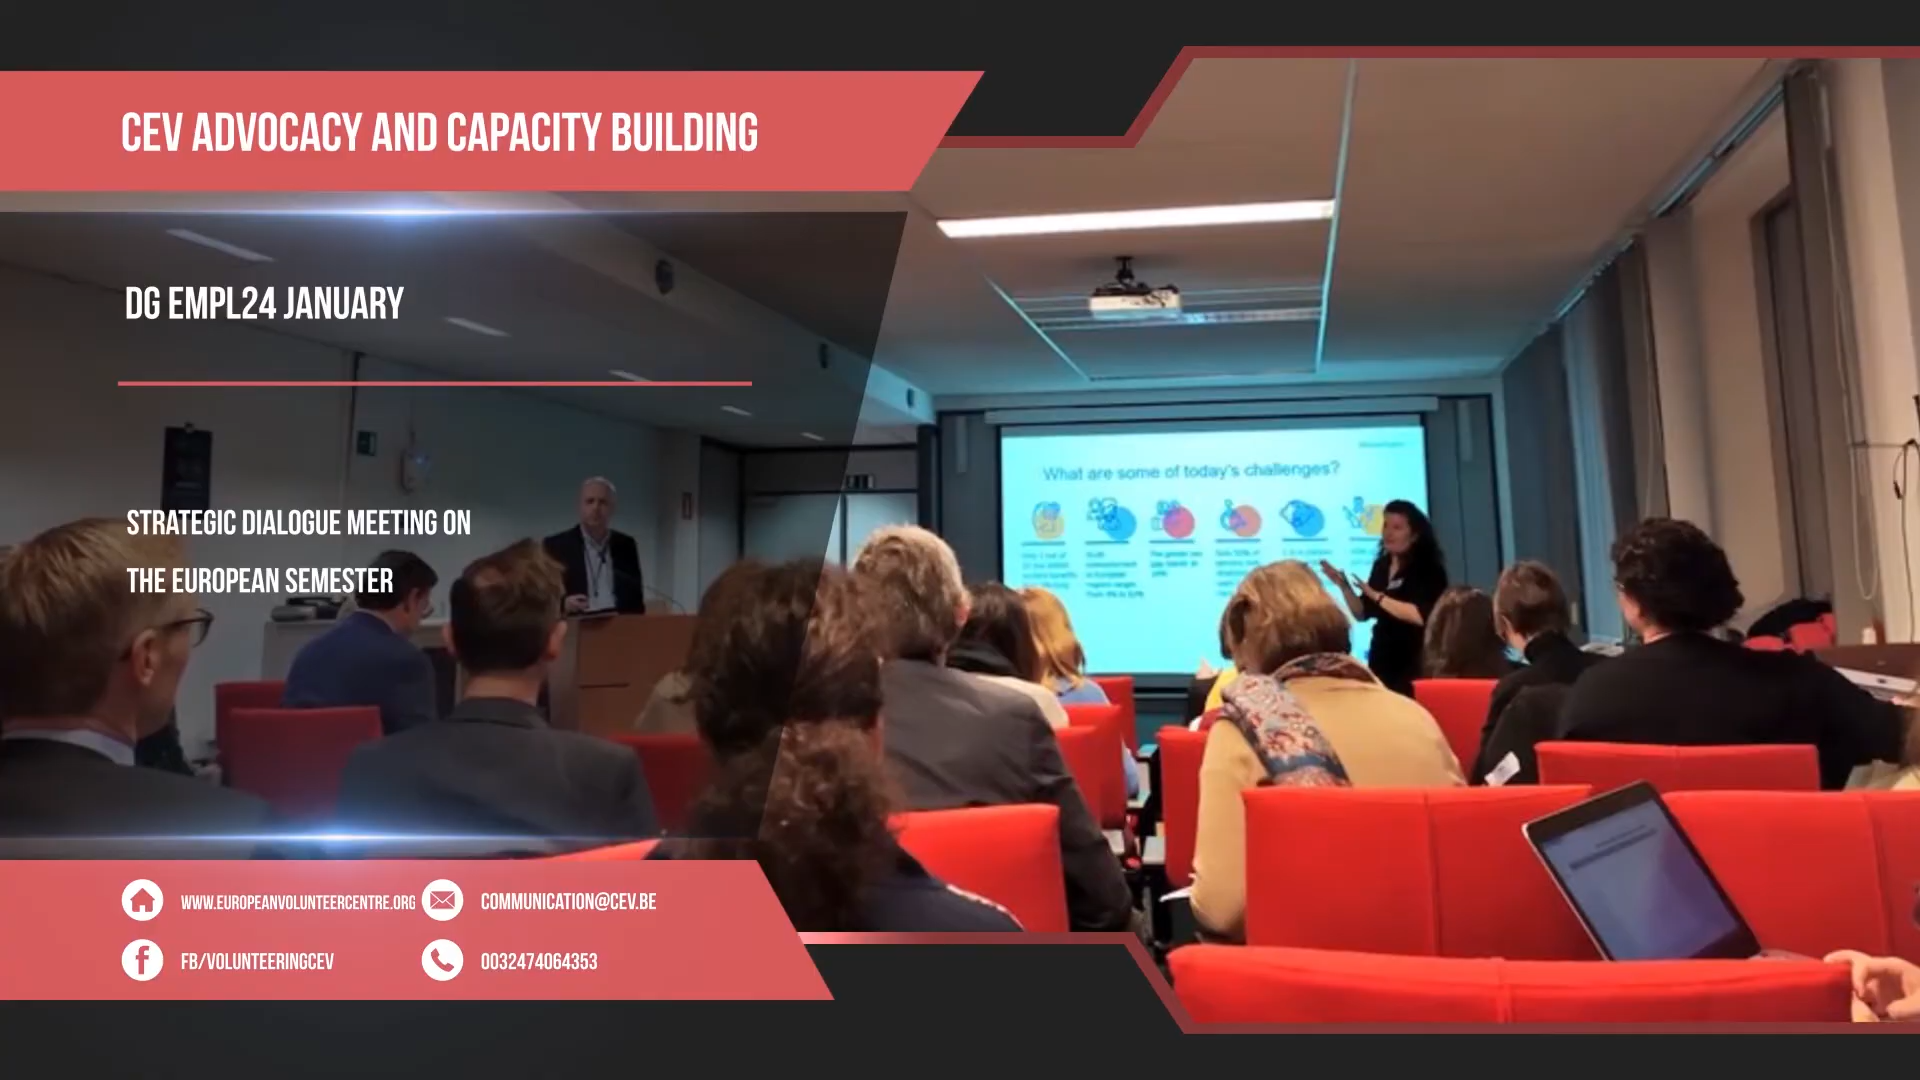 CEV ADVOCACY AND CAPACITY BUILDING
DG EMPL24 JANUARY
STRATEGIC DIALOGUE MEETING ON
THE EUROPEAN SEMESTER
What are some of today's challenges?
WWW.EUROPEANVOLUNTEERCENTRE.ORG
COMMUNICATION@CEV.BE
FB/VOLUNTEERINGCEV
0032474064353